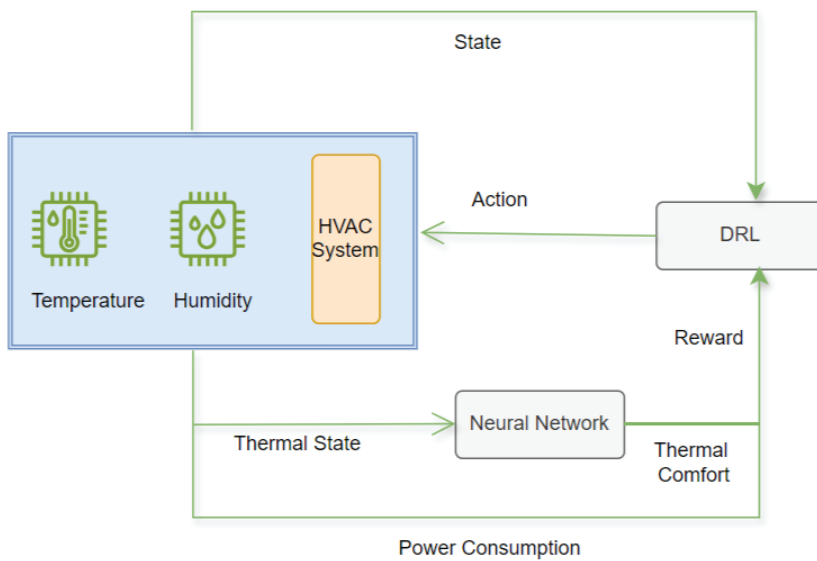 State
Action
HVAC
System
DRL
Temperature
Humidity
Reward
Neural Network
Thermal State
Thermal
Comfort
Power Consumption